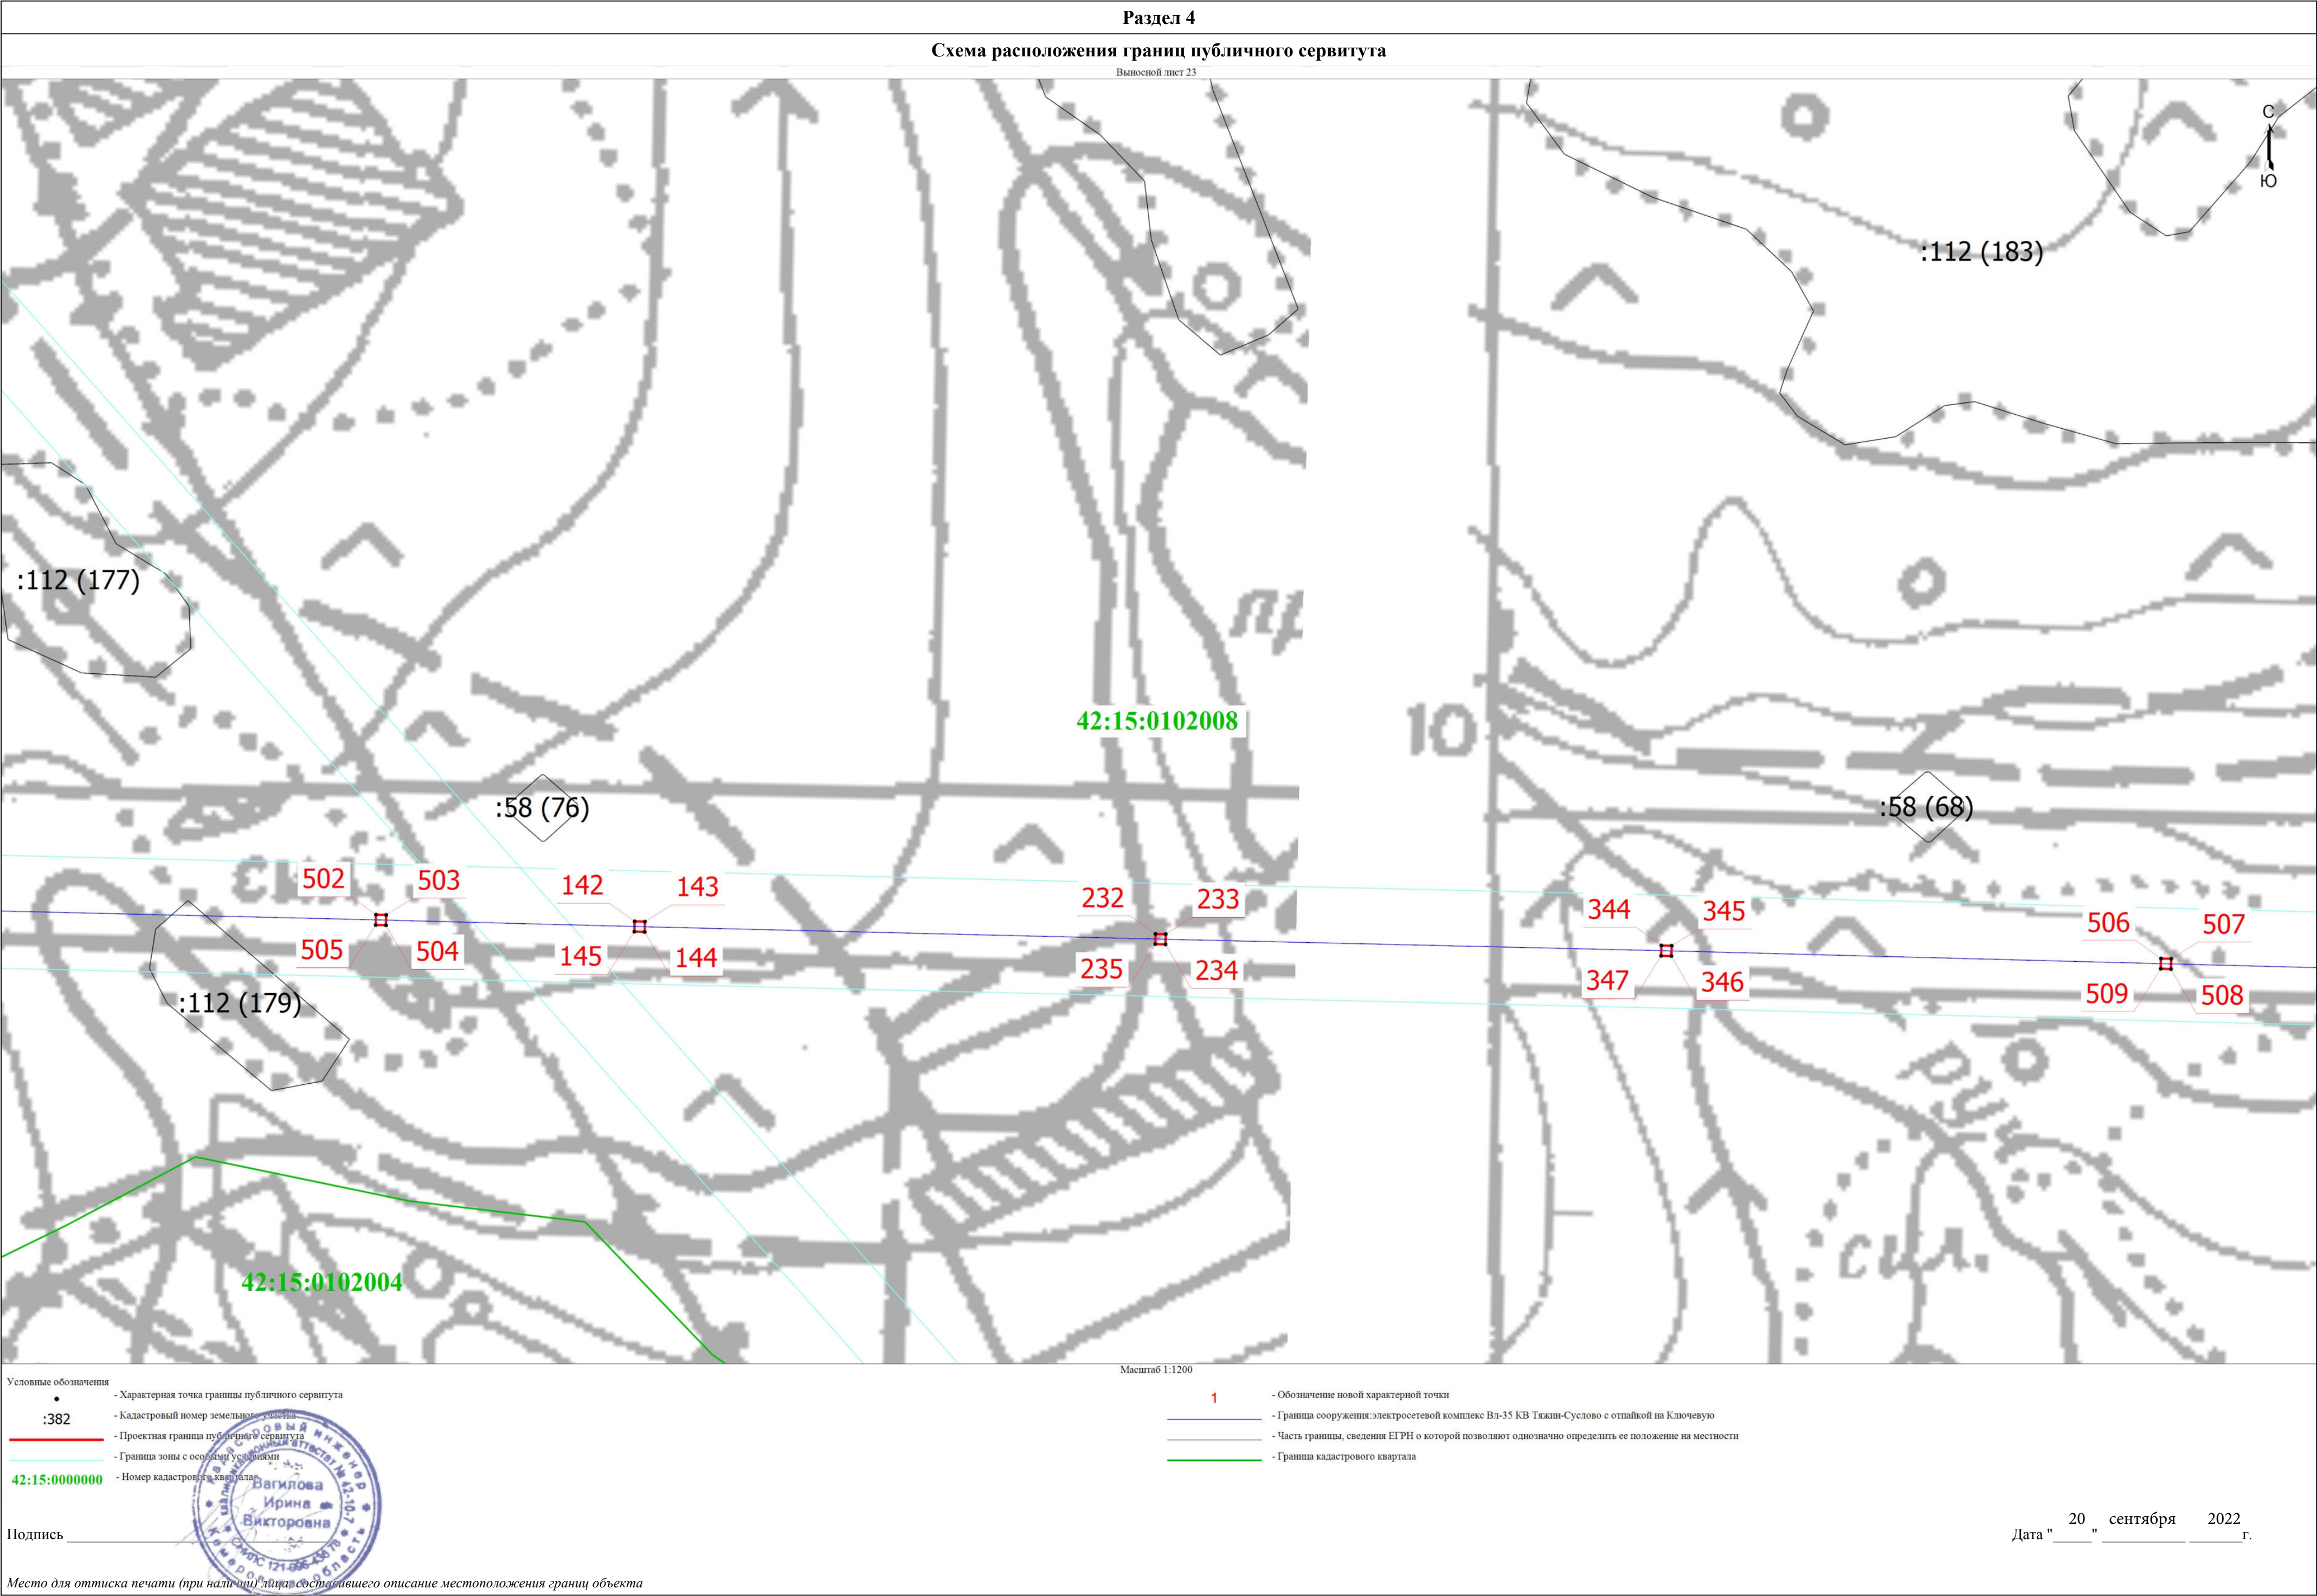 Раздел 4
Схема расположения границ публичного сервитута
Выносной лист 23
С
Ю
:112 (183)
:112 (177)
пр
42:15:0102008
10
:58 (76)
:58 (68)
502
503
142
143
232
233
344
345
506
507
505
504
145
144
235
234
347
346
509
508
:112 (179)
сил.
42:15:0102004
Масштаб 1:1200
Условные обозначения
- Характерная точка границы публичного сервитута
:382 - Кадастровый номер земельного участка
- Проектная граница публичного сервитута
- Граница зоны с особыми условиями
42:15:0000000 - Номер кадастрового квартала
1 - Обозначение новой характерной точки
- Граница сооружения:электросетевой комплекс Вл-35 КВ Тяжин-Суслово с отпайкой на Ключевую
- Часть границы, сведения ЕГРН о которой позволяют однозначно определить ее положение на местности
- Граница кадастрового квартала
Кадастровый инженер
Кемеровская область
Вагилова
Ирина
Викторовна
Подпись
Дата "20" сентября 2022 г.
Место для оттиска печати (при наличии) лица, составившего описание местоположения границ объекта